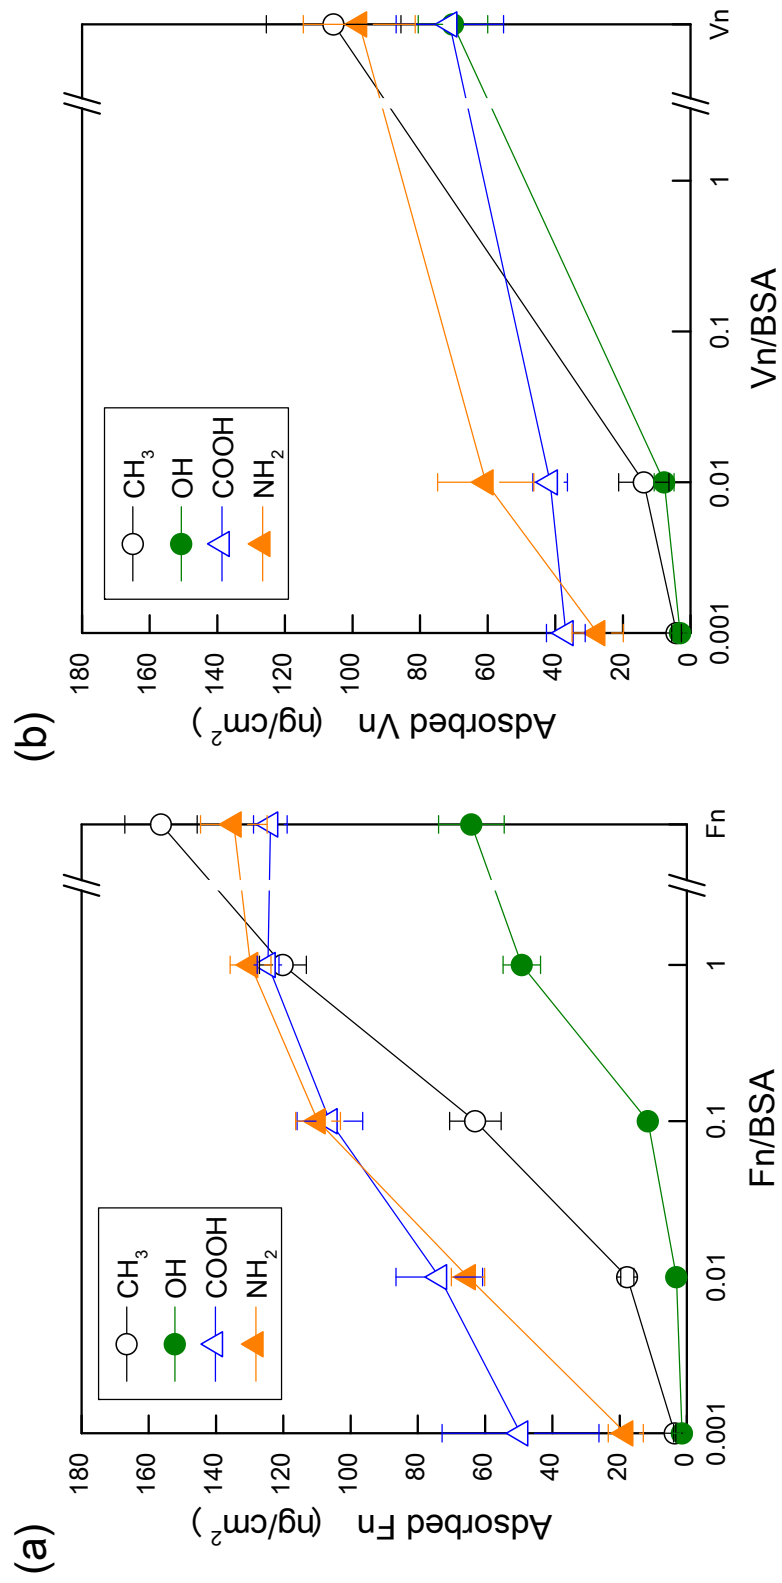 (a)
180
160
140
120
100
80
60
40
20
0
Adsorbed Fn (ng/cm²)
CH₃
OH
COOH
NH₂
0.001
0.01
0.1
1
Fn
Fn/BSA
(b)
180
160
140
120
100
80
60
40
20
0
Adsorbed Vn (ng/cm²)
CH₃
OH
COOH
NH₂
0.001
0.01
0.1
1
Vn
Vn/BSA